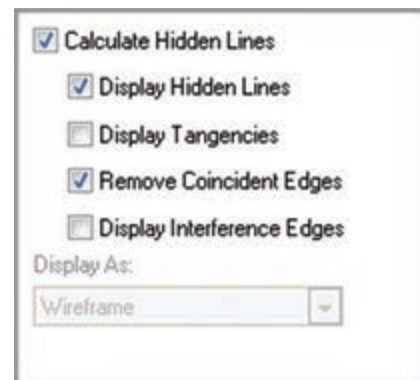 Calculate Hidden Lines
Display Hidden Lines
Display Tangencies
Remove Coincident Edges
Display Interference Edges
Display As:
Wireframe